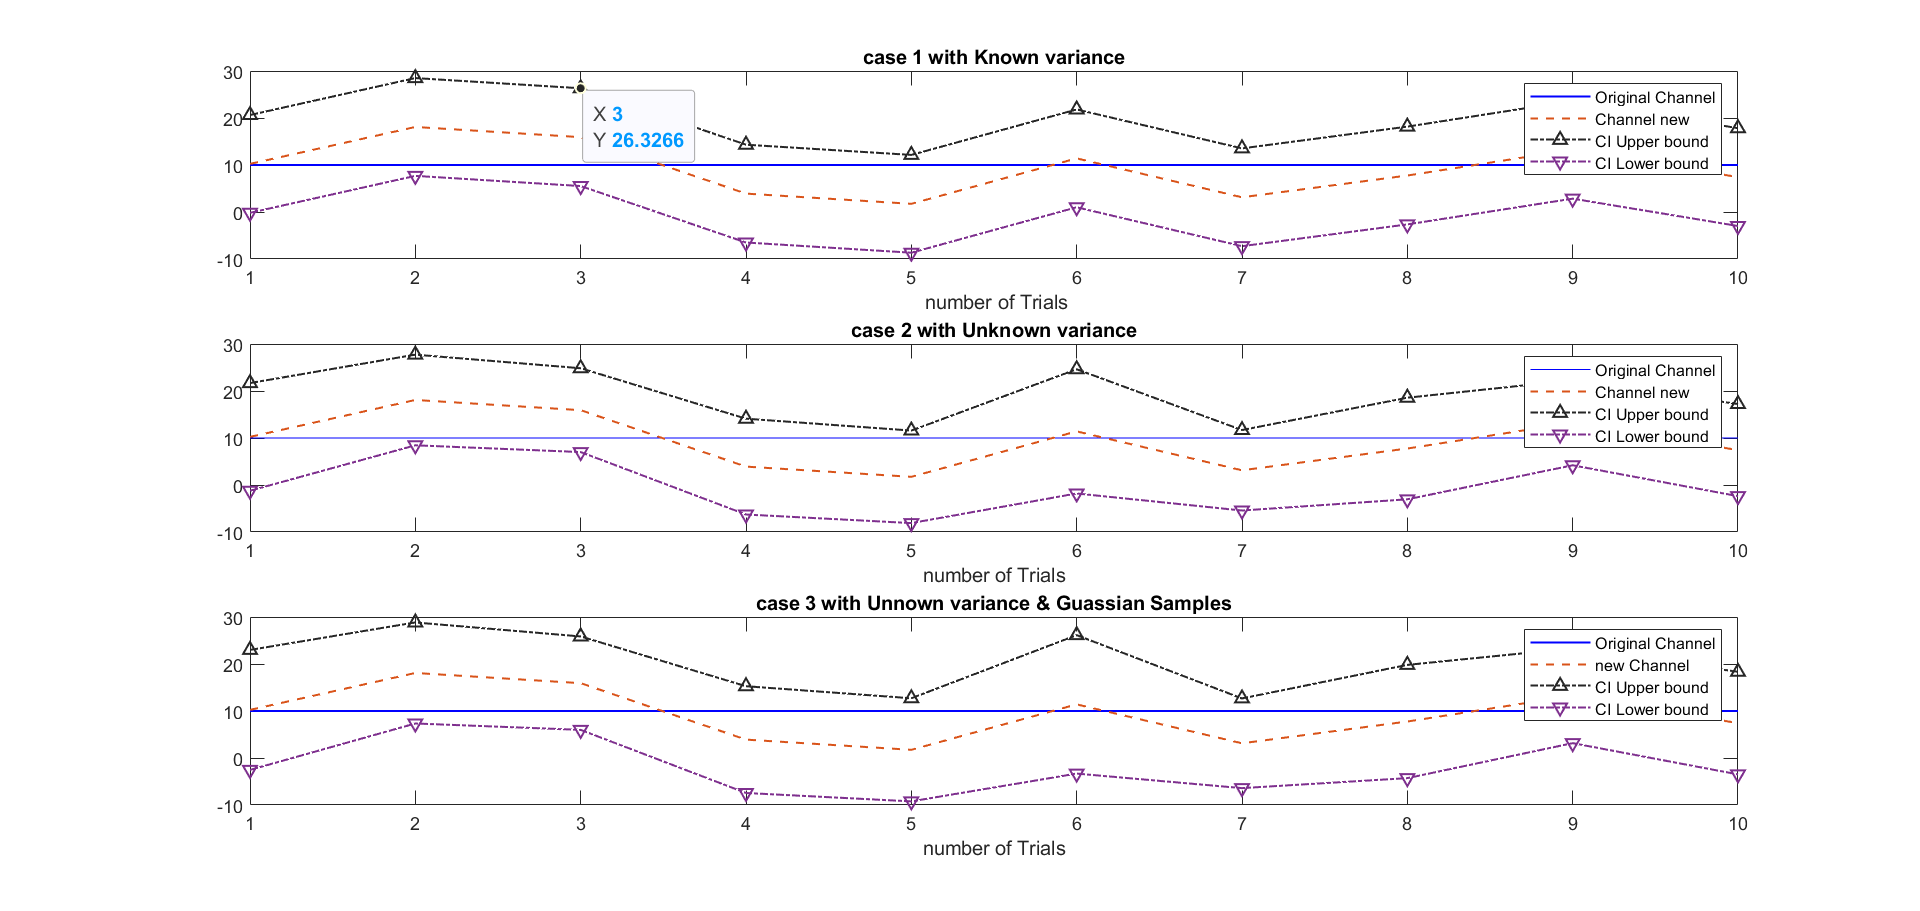 case 1 with Known variance
30
20
10
0
-10
X 3
Y 26.3266
Original Channel
Channel new
CI Upper bound
CI Lower bound
1 2 3 4 5 6 7 8 9 10
number of Trials
case 2 with Unknown variance
30
20
10
0
-10
Original Channel
Channel new
CI Upper bound
CI Lower bound
1 2 3 4 5 6 7 8 9 10
number of Trials
case 3 with Unnown variance & Guassian Samples
30
20
10
0
-10
Original Channel
new Channel
CI Upper bound
CI Lower bound
1 2 3 4 5 6 7 8 9 10
number of Trials